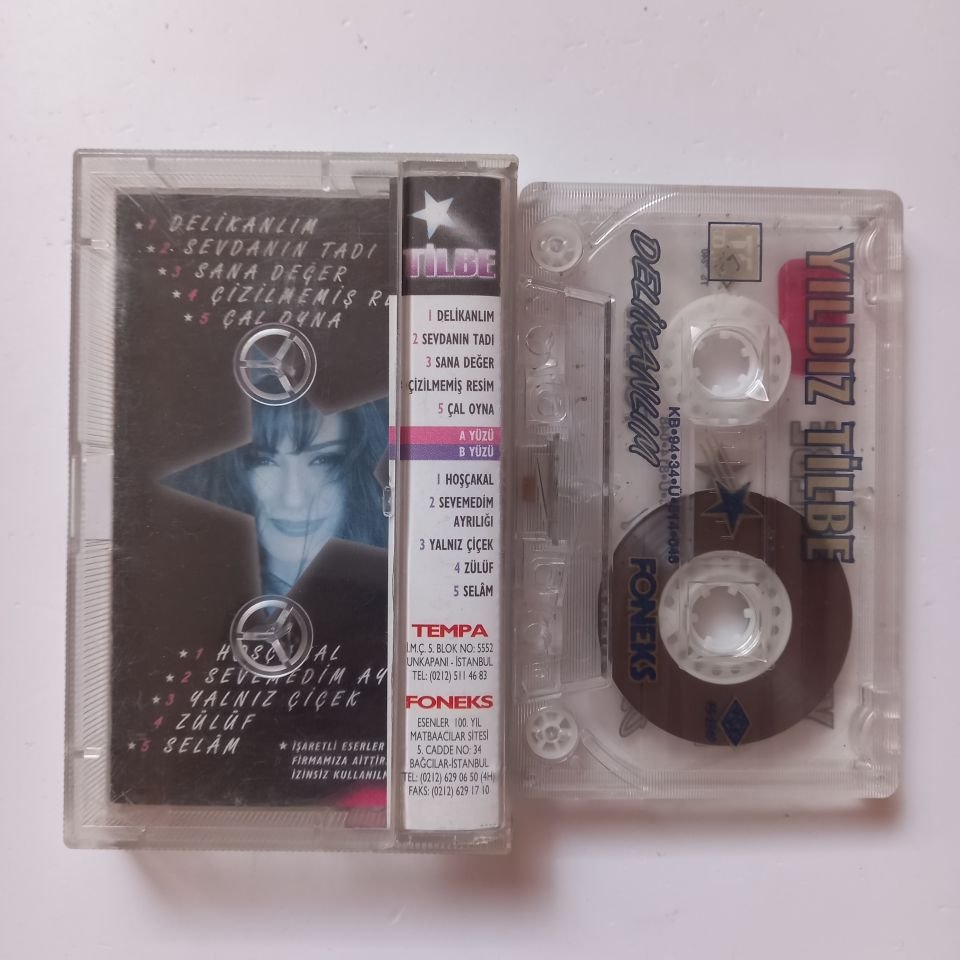 ★1 DELİKANLIM
★2 SEVDANIN TADI
★3 SANA DEĞER
★4 ÇİZİLMEMİŞ
★5 ÇAL OYNA
★1 HOŞÇAKAL
★2 SEVEMEDİM
★3 YALNIZ ÇİÇEK
4 ZÜLÜF
★5 SELÂM
★ İŞARETLİ ESERLER
FİRMAMIZA AİTTİR.
İZİNSİZ
TİLBE
1 DELİKANLIM
2 SEVDANIN TADI
3 SANA DEĞER
ÇİZİLMEMİŞ RESİM
5 ÇAL OYNA
A YÜZÜ
B YÜZÜ
1 HOŞÇAKAL
2 SEVEMEDİM
AYRILIĞI
3 YALNIZ ÇİÇEK
4 ZÜLÜF
5 SELÂM
TEMPA
İ.M.Ç. 5. BLOK NO: 5552
UNKAPANI - İSTANBUL
TEL: (0212) 511 46 83
FONEKS
ESENLER 100. YIL
MATBAACILAR SİTESİ
5. CADDE NO: 34
BAĞCILAR-İSTANBUL
TEL: (0212) 629 06 50 (4H)
FAKS: (0212) 629 17 10
YILDIZ TİLBE
DELİKANLIM
FONEKS